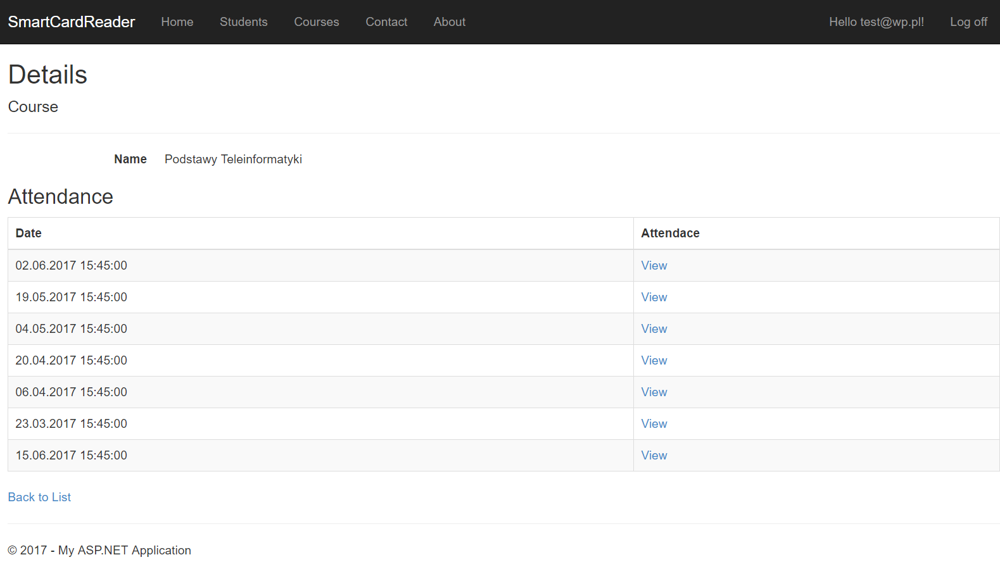 SmartCardReader Home Students Courses Contact About Hello test@wp.pl! Log off
Details
Course
Name Podstawy Teleinformatyki
Attendance
Date Attendace
02.06.2017 15:45:00 View
19.05.2017 15:45:00 View
04.05.2017 15:45:00 View
20.04.2017 15:45:00 View
06.04.2017 15:45:00 View
23.03.2017 15:45:00 View
15.06.2017 15:45:00 View
Back to List
© 2017 - My ASP.NET Application